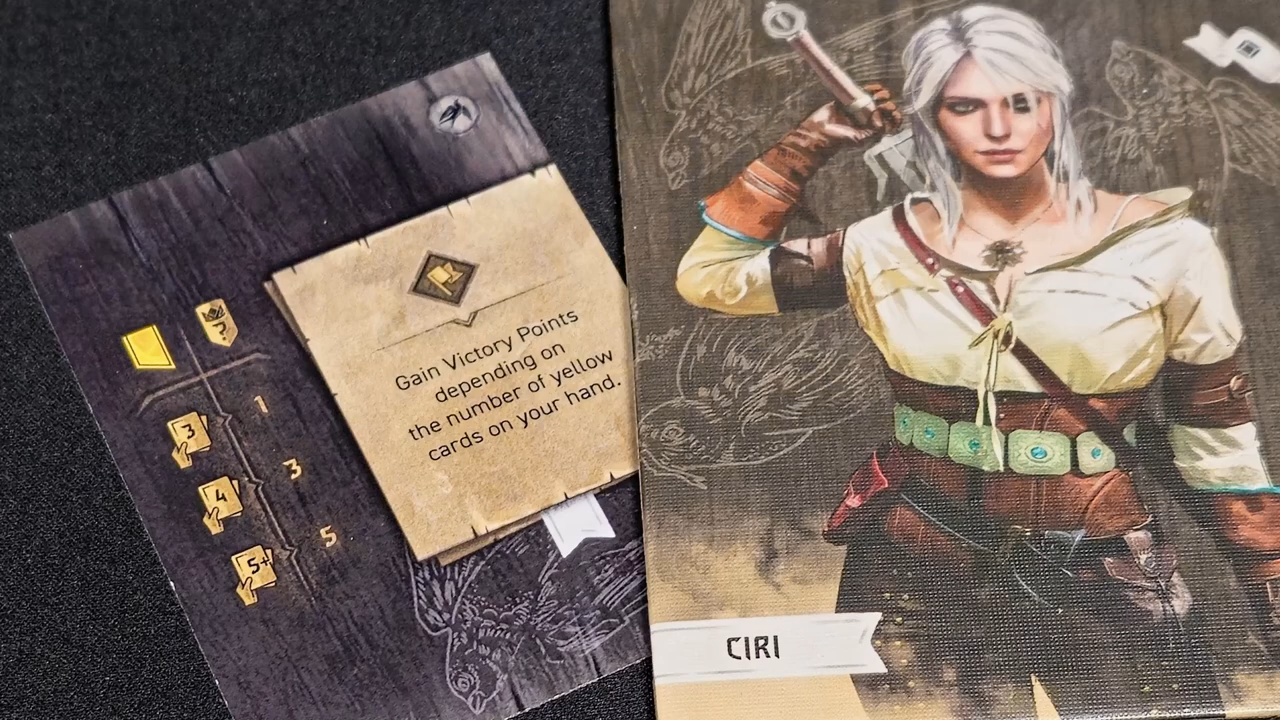 ?
Gain Victory Points
depending on
the number of yellow
cards on your hand.
3 1
4 3
5+ 5
CIRI